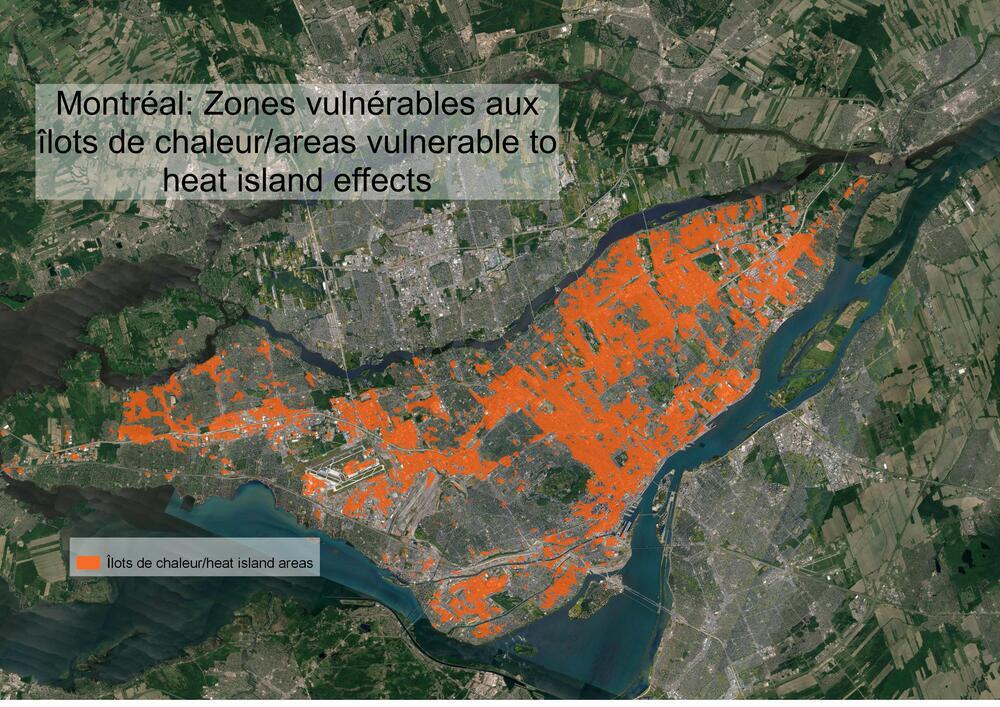 Montréal: Zones vulnérables aux
îlots de chaleur/areas vulnerable to
heat island effects
Îlots de chaleur/heat island areas